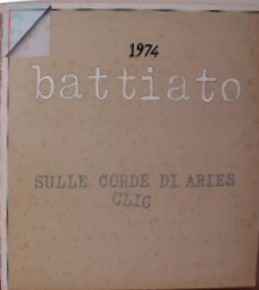 1974
battiato
SULLE CORDE DI ARIES
CLIC